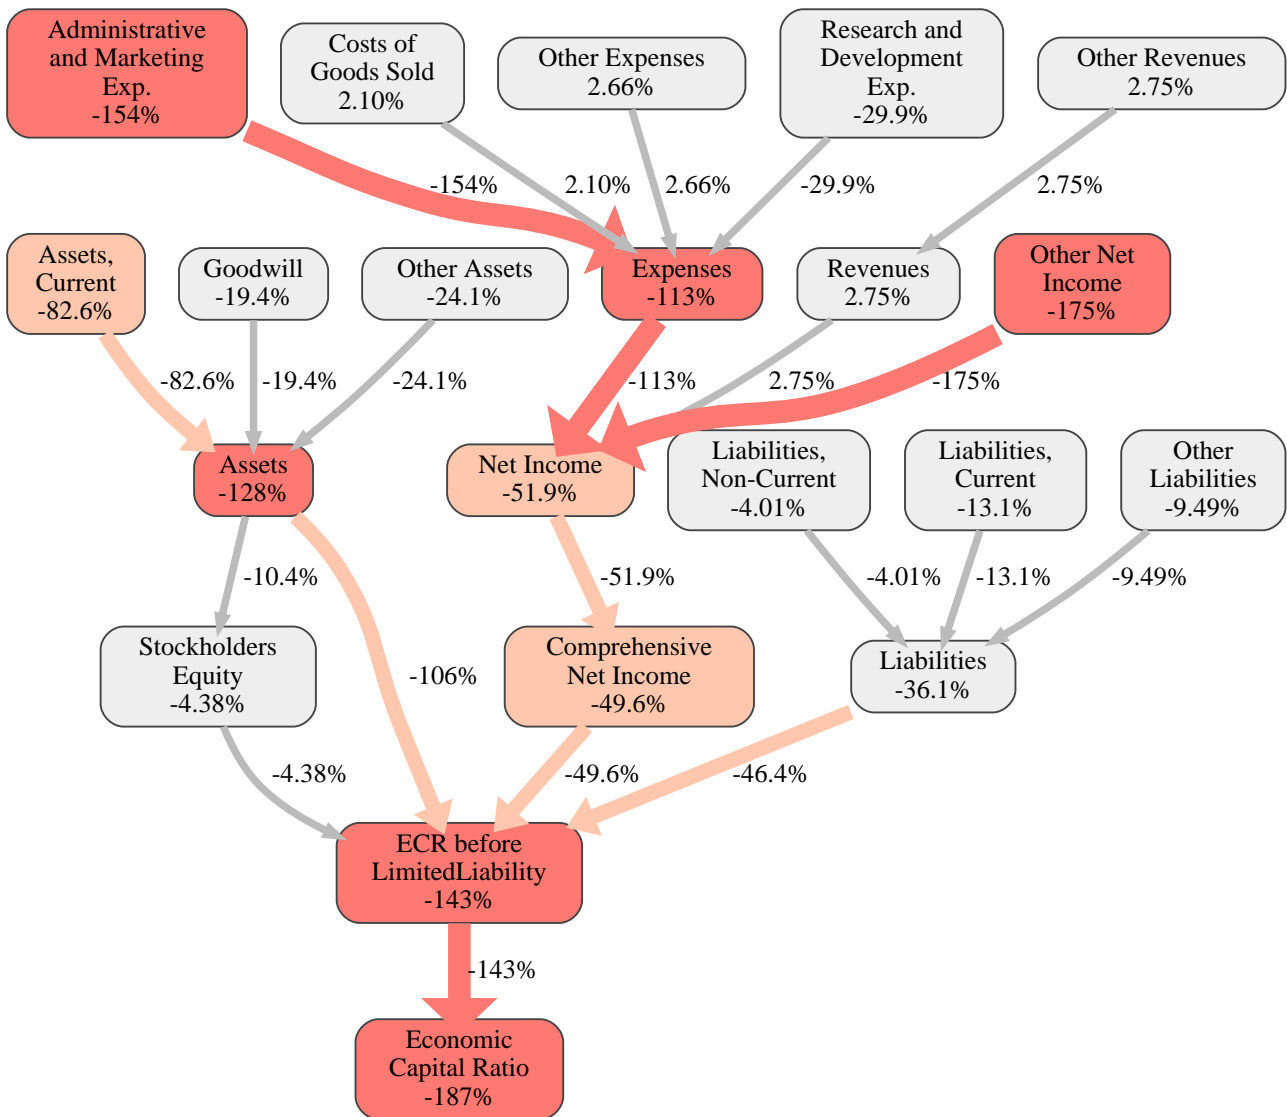 Administrative
and Marketing
Exp.
-154%
Costs of
Goods Sold
2.10%
Other Expenses
2.66%
Research and
Development
Exp.
-29.9%
Other Revenues
2.75%
-154%
2.10%
2.66%
-29.9%
2.75%
Assets,
Current
-82.6%
Goodwill
-19.4%
Other Assets
-24.1%
Expenses
-113%
Revenues
2.75%
Other Net
Income
-175%
-82.6%
-19.4%
-24.1%
-113%
2.75%
-175%
Assets
-128%
Net Income
-51.9%
Liabilities,
Non-Current
-4.01%
Liabilities,
Current
-13.1%
Other
Liabilities
-9.49%
-10.4%
-51.9%
-4.01%
-13.1%
-9.49%
Stockholders
Equity
-4.38%
-106%
Comprehensive
Net Income
-49.6%
Liabilities
-36.1%
-4.38%
-49.6%
-46.4%
ECR before
LimitedLiability
-143%
-143%
Economic
Capital Ratio
-187%